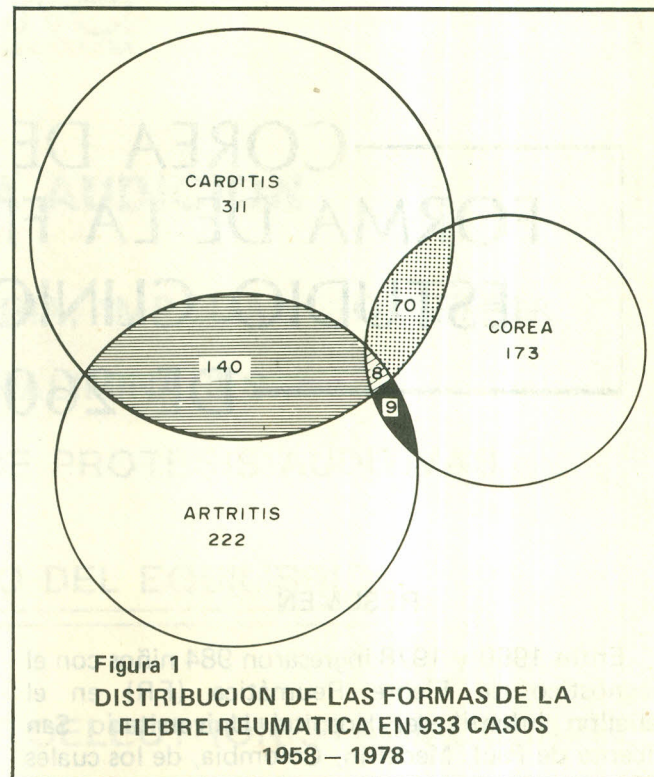 CARDITIS
311
70
COREA
173
140
8
9
ARTRITIS
222
Figura 1
DISTRIBUCION DE LAS FORMAS DE LA
FIEBRE REUMATICA EN 933 CASOS
1958 – 1978